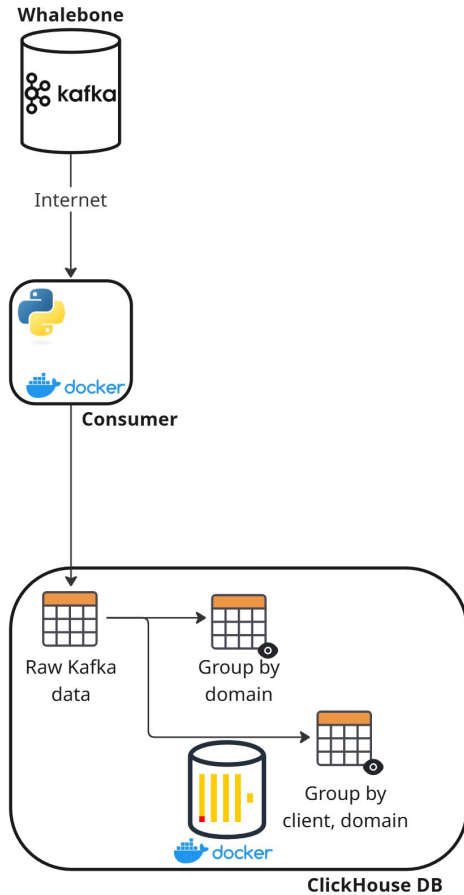 Whalebone
kafka
Internet
docker
Consumer
Raw Kafka
data
Group by
domain
Group by
client, domain
docker
ClickHouse DB